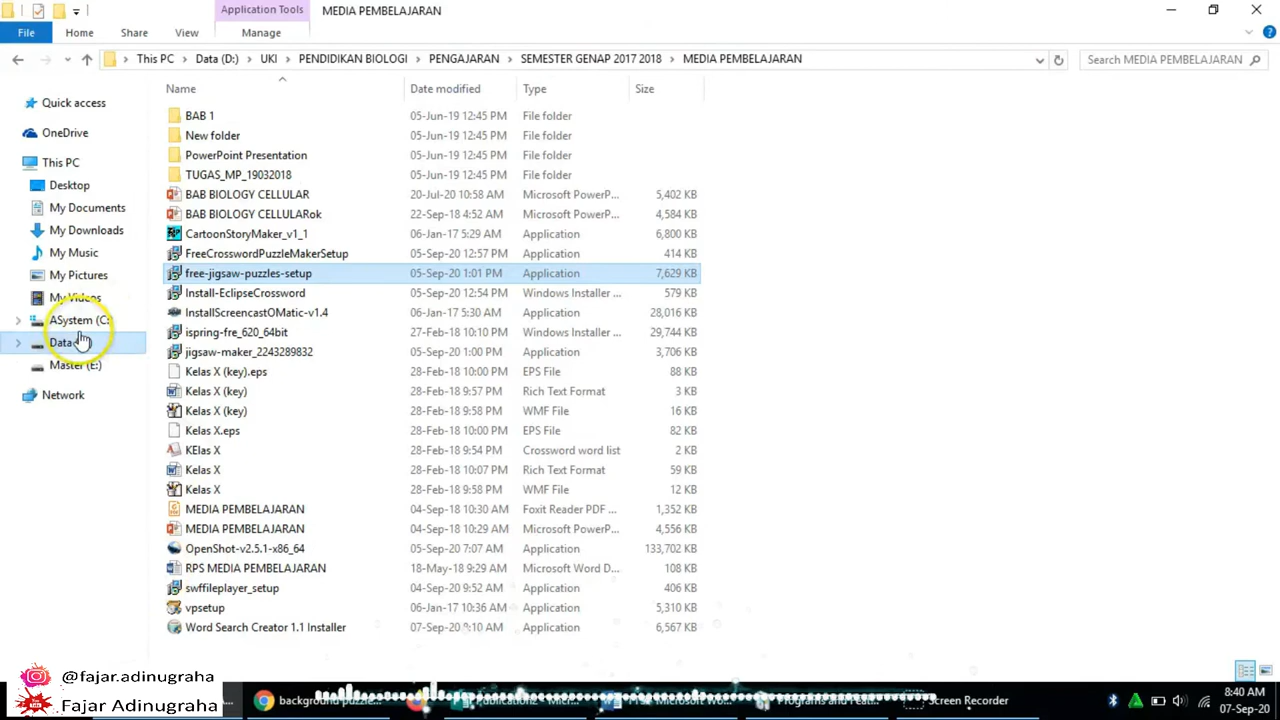 Application Tools
MEDIA PEMBELAJARAN
File
Home
Share
View
Manage
This PC
Data (D:)
UKI
PENDIDIKAN BIOLOGI
PENGAJARAN
SEMESTER GENAP 2017 2018
MEDIA PEMBELAJARAN
Search MEDIA PEMBELAJARAN
Quick access
OneDrive
This PC
Desktop
My Documents
My Downloads
My Music
My Pictures
My Videos
ASystem (C:
Data
Master (E:)
Network
Name Date modified Type Size
BAB 1 05-Jun-19 12:45 PM File folder
New folder 05-Jun-19 12:45 PM File folder
PowerPoint Presentation 05-Jun-19 12:45 PM File folder
TUGAS_MP_19032018 05-Jun-19 12:45 PM File folder
BAB BIOLOGY CELLULAR 20-Jul-20 10:58 AM Microsoft PowerP... 5,402 KB
BAB BIOLOGY CELLULARok 22-Sep-18 4:52 AM Microsoft PowerP... 4,584 KB
CartoonStoryMaker_v1_1 06-Jan-17 5:29 AM Application 6,800 KB
FreeCrosswordPuzzleMakerSetup 05-Sep-20 12:57 PM Application 414 KB
free-jigsaw-puzzles-setup 05-Sep-20 1:01 PM Application 7,629 KB
Install-EclipseCrossword 05-Sep-20 12:54 PM Windows Installer ... 579 KB
InstallScreencastOMatic-v1.4 06-Jan-17 5:30 AM Application 28,016 KB
ispring-fre_620_64bit 27-Feb-18 10:10 PM Application 29,744 KB
jigsaw-maker_2243289832 05-Sep-20 12:52 PM Application 3,706 KB
Kelas X (key).eps 28-Feb-18 10:00 PM EPS File 88 KB
Kelas X (key) 28-Feb-18 9:57 PM Rich Text Format 3 KB
Kelas X (key) 28-Feb-18 9:58 PM WMF File 16 KB
Kelas X.eps 28-Feb-18 10:00 PM EPS File 82 KB
KElas X 28-Feb-18 9:54 PM Crossword word list 2 KB
Kelas X 28-Feb-18 10:07 PM Rich Text Format 59 KB
Kelas X 28-Feb-18 9:58 PM WMF File 12 KB
MEDIA PEMBELAJARAN 04-Sep-18 10:30 AM Foxit Reader PDF ... 1,352 KB
MEDIA PEMBELAJARAN 04-Sep-18 10:29 AM Microsoft PowerP... 4,556 KB
OpenShot-v2.5.1-x86_64 05-Sep-20 7:07 AM Application 133,702 KB
RPS MEDIA PEMBELAJARAN 18-May-18 9:29 AM Microsoft Word D... 108 KB
swffileplayer_setup 04-Sep-20 9:52 AM Application 406 KB
vpsetup 06-Jan-17 10:36 AM Application 5,310 KB
Word Search Creator 1.1 Installer 07-Sep-20 8:10 AM Application 6,567 KB
@fajar.adinugraha
Fajar Adinugraha
background puzzle...
Screen Recorder
8:40 AM
07-Sep-20